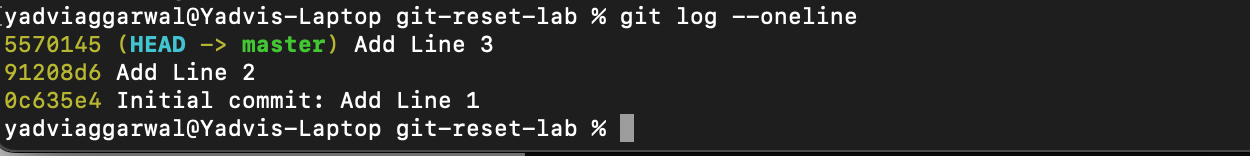 yadviaggarwal@Yadvis-Laptop git-reset-lab % git log --oneline
5570145 (HEAD -> master) Add Line 3
91208d6 Add Line 2
0c635e4 Initial commit: Add Line 1
yadviaggarwal@Yadvis-Laptop git-reset-lab %